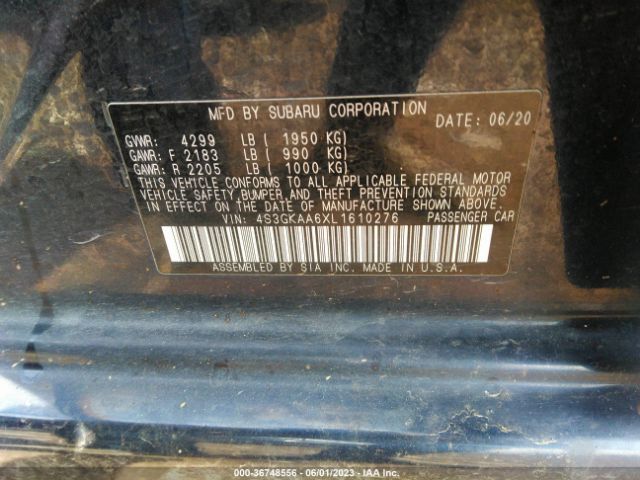 MFD BY SUBARU CORPORATION
DATE: 06/20
GVWR: 4299 LB ( 1950 KG)
GAWR: F 2183 LB ( 990 KG)
GAWR: R 2205 LB ( 1000 KG)
THIS VEHICLE CONFORMS TO ALL APPLICABLE FEDERAL MOTOR
VEHICLE SAFETY,BUMPER,AND THEFT PREVENTION STANDARDS
IN EFFECT ON THE DATE OF MANUFACTURE SHOWN ABOVE.
VIN: 4S3GKAA6XL1610276 PASSENGER CAR
ASSEMBLED BY SIA INC. MADE IN U.S.A.
000-36748556 - 06/01/2023 - IAA Inc.